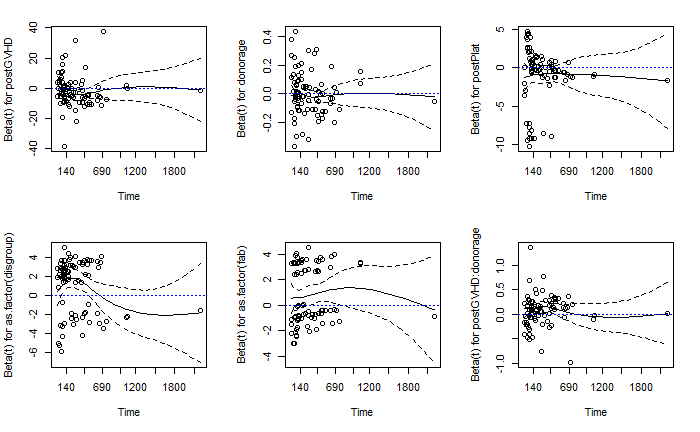 Beta(t) for postGVHD
-40 -20 0 20 40
140 690 1200 1800
Time
Beta(t) for donorage
-0.2 0.0 0.2 0.4
140 690 1200 1800
Time
Beta(t) for postPlat
-10 -5 0 5
140 690 1200 1800
Time
Beta(t) for as.factor(disgroup)
-6 -4 -2 0 2 4
140 690 1200 1800
Time
Beta(t) for as.factor(fab)
-4 -2 0 2 4
140 690 1200 1800
Time
Beta(t) for postGVHD:donorage
-1.0 0.0 0.5 1.0
140 690 1200 1800
Time